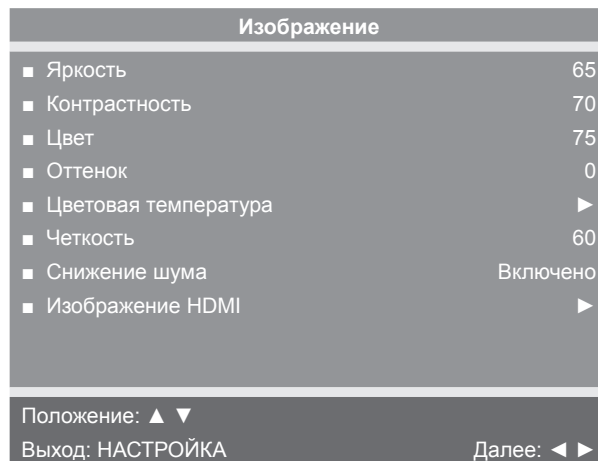 Изображение
■ Яркость 65
■ Контрастность 70
■ Цвет 75
■ Оттенок 0
■ Цветовая температура ►
■ Четкость 60
■ Снижение шума Включено
■ Изображение HDMI ►
Положение: ▲ ▼
Выход: НАСТРОЙКА Далее: ◄ ►